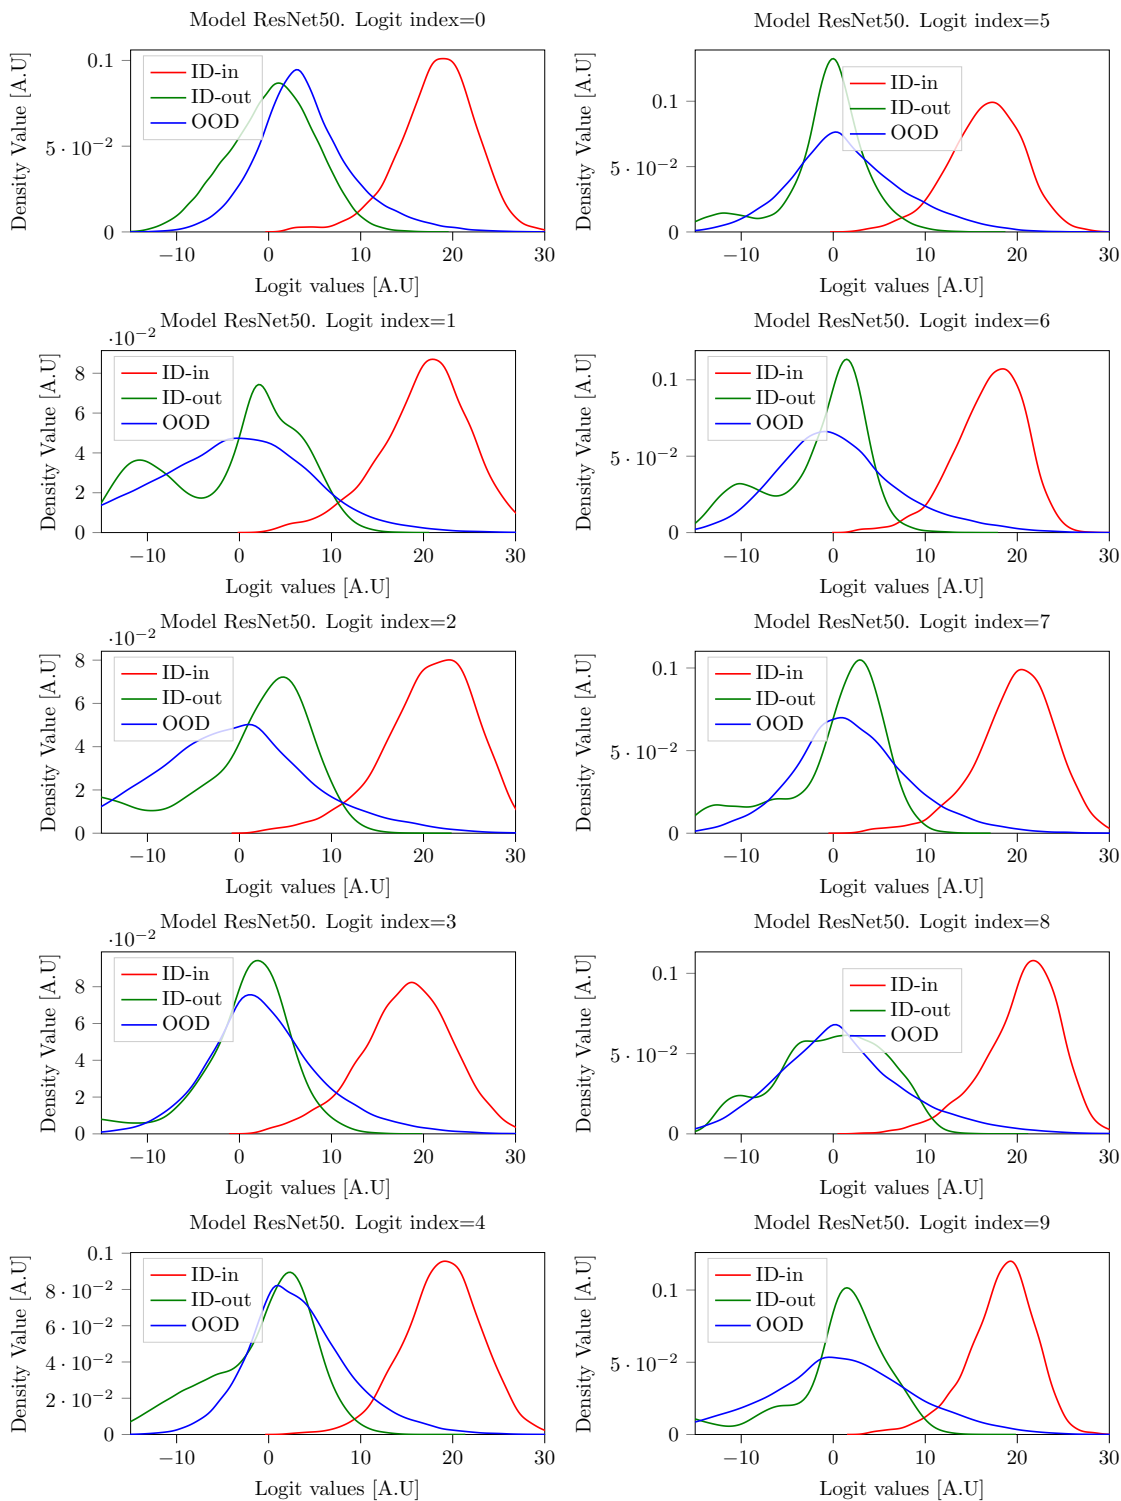 Model ResNet50. Logit index=0
Density Value [A.U]
0.1
5 · 10−2
0
ID-in
ID-out
OOD
−10 0 10 20 30
Logit values [A.U]
Model ResNet50. Logit index=5
Density Value [A.U]
0.1
5 · 10−2
0
ID-in
ID-out
OOD
−10 0 10 20 30
Logit values [A.U]
Model ResNet50. Logit index=1
·10−2
Density Value [A.U]
8
6
4
2
0
ID-in
ID-out
OOD
−10 0 10 20 30
Logit values [A.U]
Model ResNet50. Logit index=6
Density Value [A.U]
0.1
5 · 10−2
0
ID-in
ID-out
OOD
−10 0 10 20 30
Logit values [A.U]
Model ResNet50. Logit index=2
·10−2
Density Value [A.U]
8
6
4
2
0
ID-in
ID-out
OOD
−10 0 10 20 30
Logit values [A.U]
Model ResNet50. Logit index=7
Density Value [A.U]
0.1
5 · 10−2
0
ID-in
ID-out
OOD
−10 0 10 20 30
Logit values [A.U]
Model ResNet50. Logit index=3
·10−2
Density Value [A.U]
8
6
4
2
0
ID-in
ID-out
OOD
−10 0 10 20 30
Logit values [A.U]
Model ResNet50. Logit index=8
Density Value [A.U]
0.1
5 · 10−2
0
ID-in
ID-out
OOD
−10 0 10 20 30
Logit values [A.U]
Model ResNet50. Logit index=4
Density Value [A.U]
0.1
8 · 10−2
6 · 10−2
4 · 10−2
2 · 10−2
0
ID-in
ID-out
OOD
−10 0 10 20 30
Logit values [A.U]
Model ResNet50. Logit index=9
Density Value [A.U]
0.1
5 · 10−2
0
ID-in
ID-out
OOD
−10 0 10 20 30
Logit values [A.U]